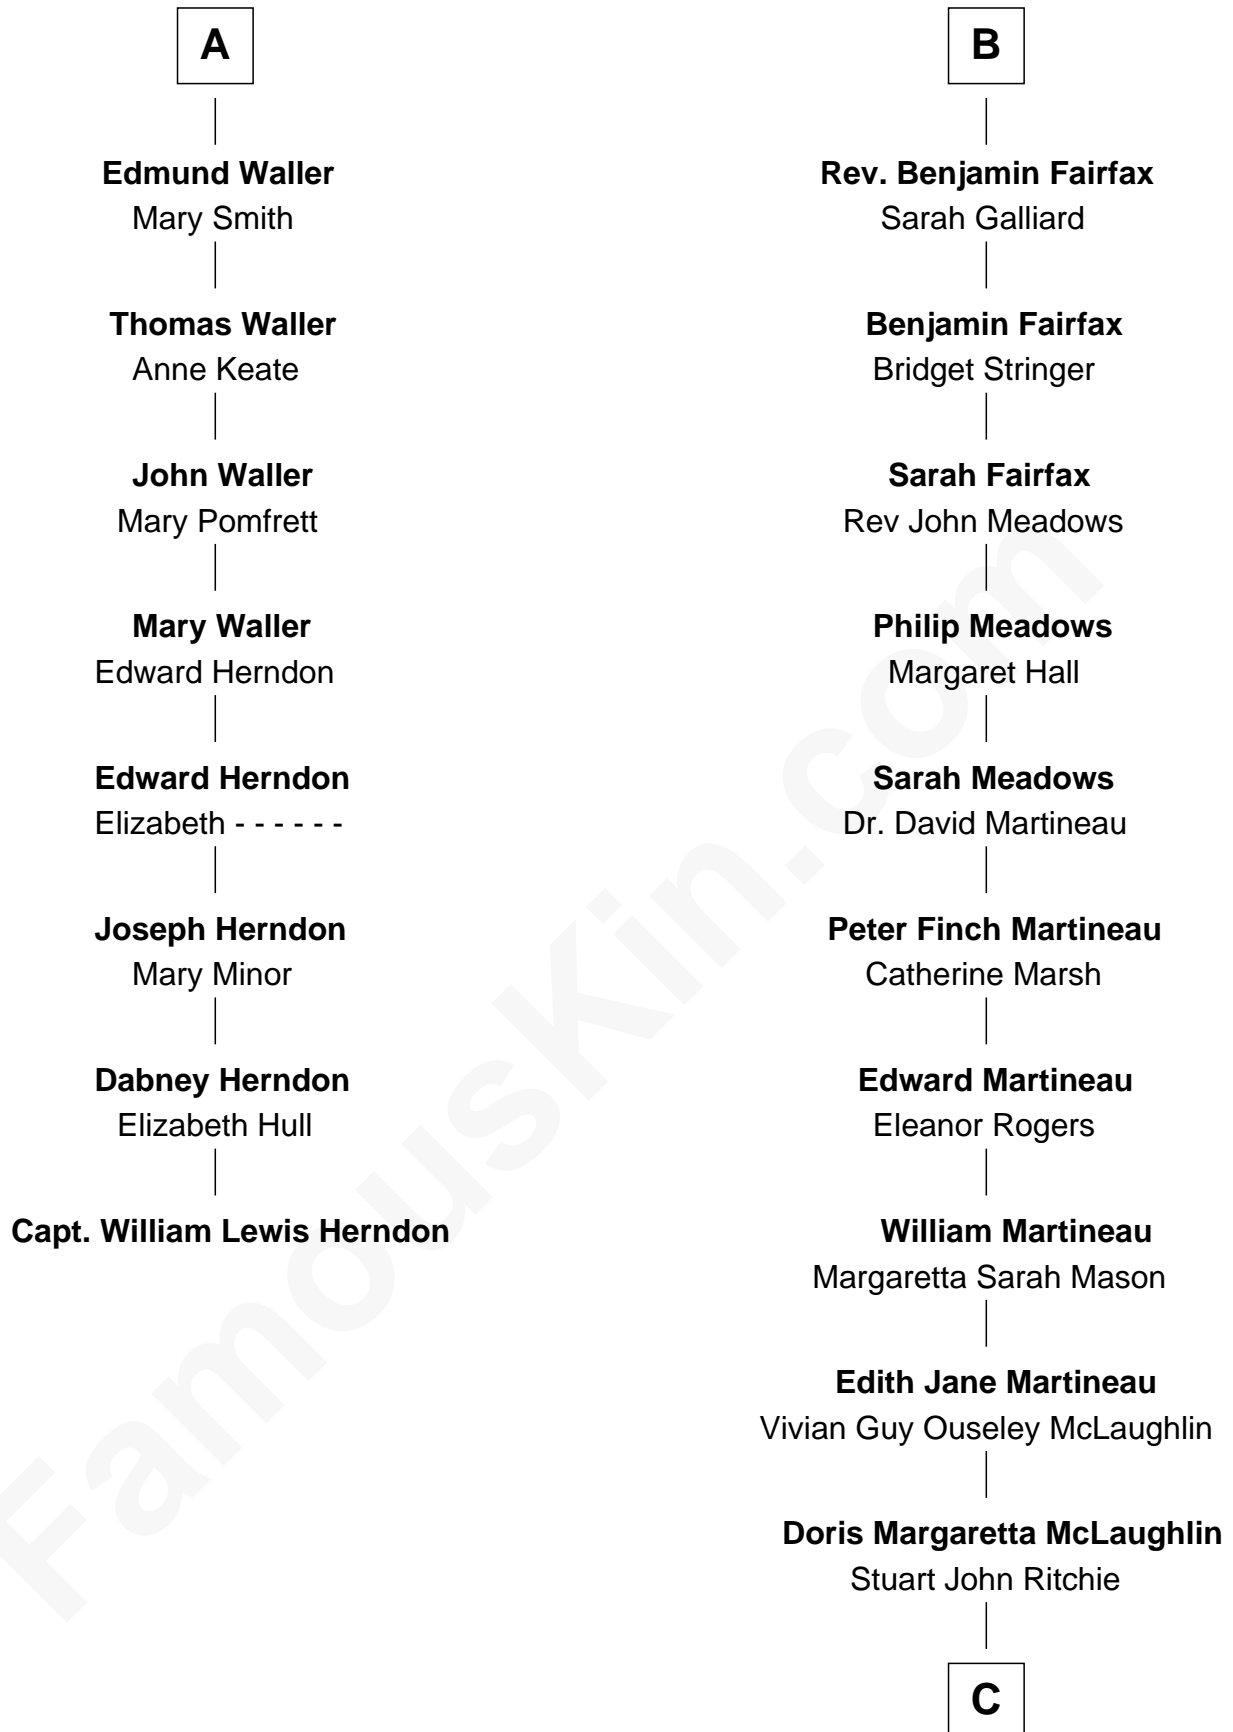 A
Edmund Waller
Mary Smith
Thomas Waller
Anne Keate
John Waller
Mary Pomfrett
Mary Waller
Edward Herndon
Edward Herndon
Elizabeth - - - - - -
Joseph Herndon
Mary Minor
Dabney Herndon
Elizabeth Hull
Capt. William Lewis Herndon
B
Rev. Benjamin Fairfax
Sarah Galliard
Benjamin Fairfax
Bridget Stringer
Sarah Fairfax
Rev John Meadows
Philip Meadows
Margaret Hall
Sarah Meadows
Dr. David Martineau
Peter Finch Martineau
Catherine Marsh
Edward Martineau
Eleanor Rogers
William Martineau
Margaretta Sarah Mason
Edith Jane Martineau
Vivian Guy Ouseley McLaughlin
Doris Margaretta McLaughlin
Stuart John Ritchie
C
FamousKin.com